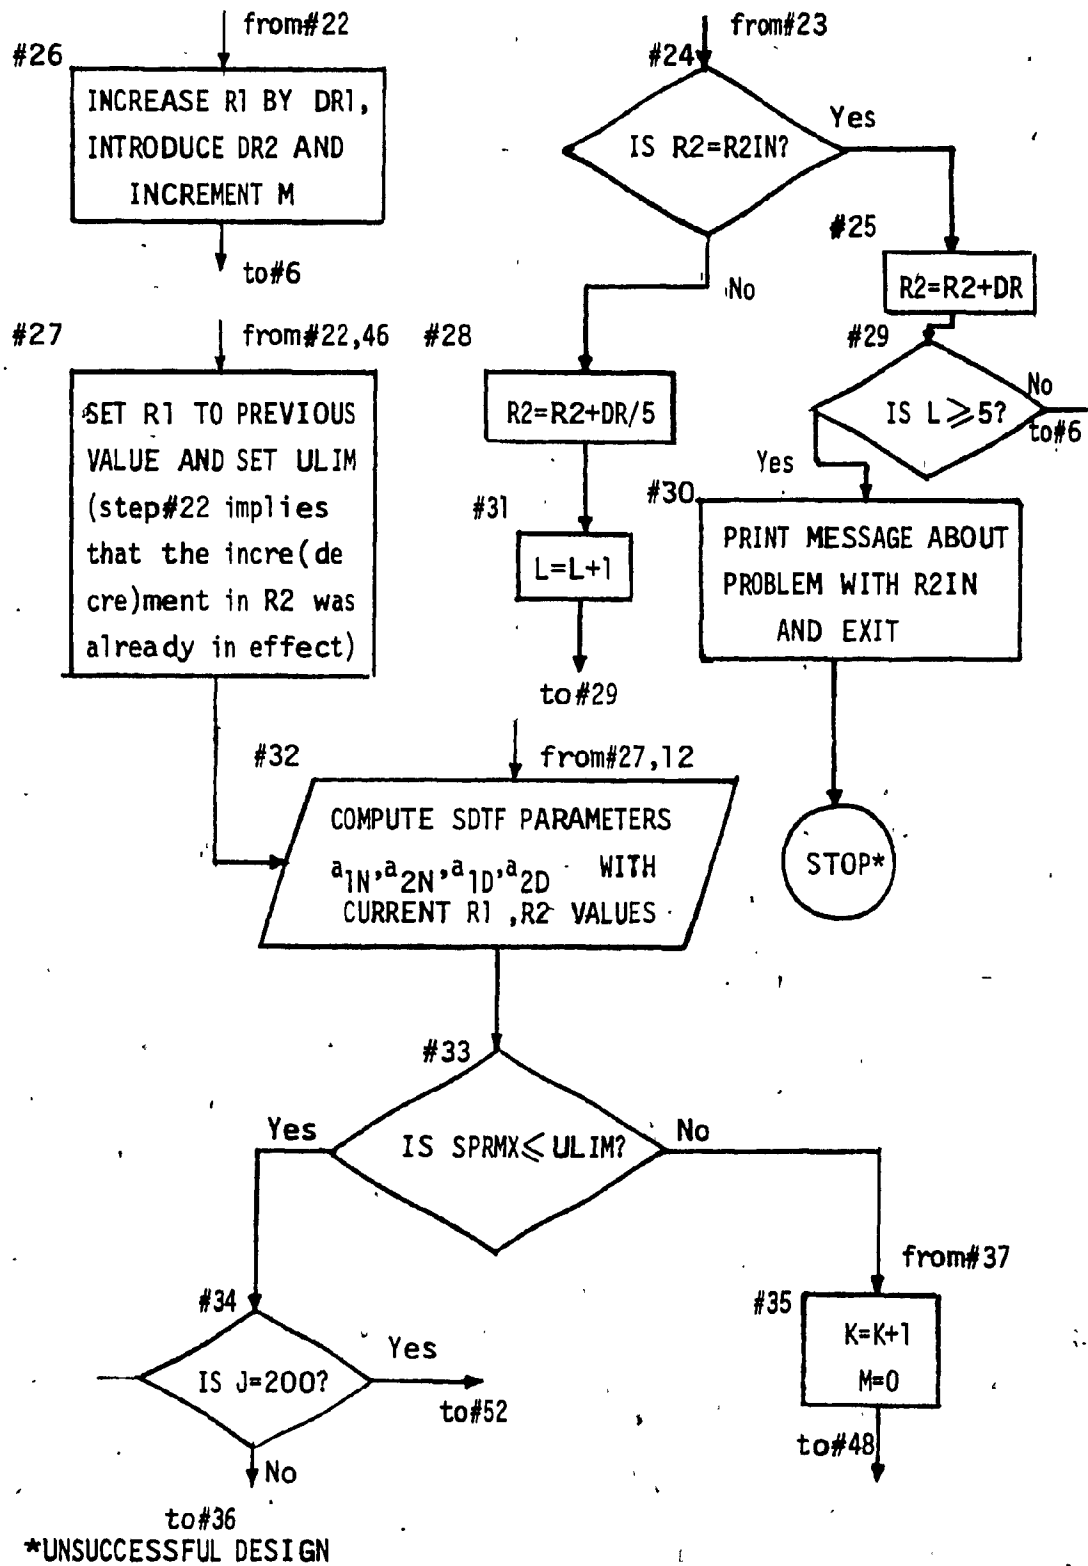 from#22
#26
INCREASE R1 BY DR1,
INTRODUCE DR2 AND
INCREMENT M
to#6
from#23
#24
IS R2=R2IN?
Yes
No
#25
R2=R2+DR
#29
IS L ⩾ 5?
No
to#6
Yes
#27
from#22,46
SET R1 TO PREVIOUS
VALUE AND SET ULIM
(step#22 implies
that the incre(de
cre)ment in R2 was
already in effect)
#28
R2=R2+DR/5
#31
L=L+1
to#29
#30
PRINT MESSAGE ABOUT
PROBLEM WITH R2IN
AND EXIT
STOP*
#32
from#27,12
COMPUTE SDTF PARAMETERS
a1N,a2N,a1D,a2D WITH
CURRENT R1 ,R2 VALUES
#33
IS SPRMX⩽ULIM?
Yes
No
#34
IS J=200?
Yes
to#52
No
to#36
from#37
#35
K=K+1
M=0
to#48
*UNSUCCESSFUL DESIGN